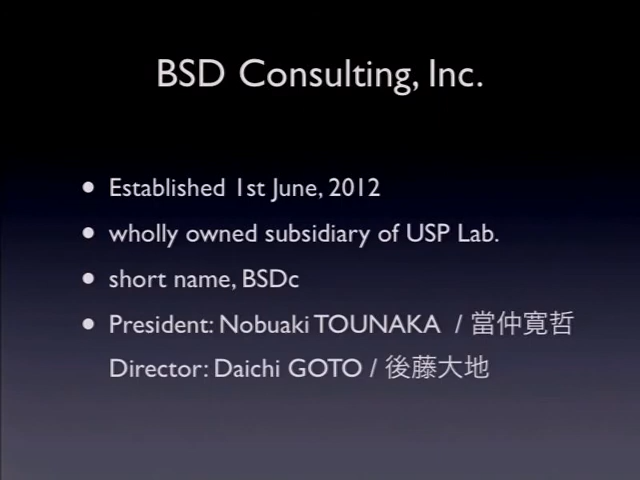 BSD Consulting, Inc.
• Established 1st June, 2012
• wholly owned subsidiary of USP Lab.
• short name, BSDc
• President: Nobuaki TOUNAKA / 當仲寛哲
Director: Daichi GOTO / 後藤大地